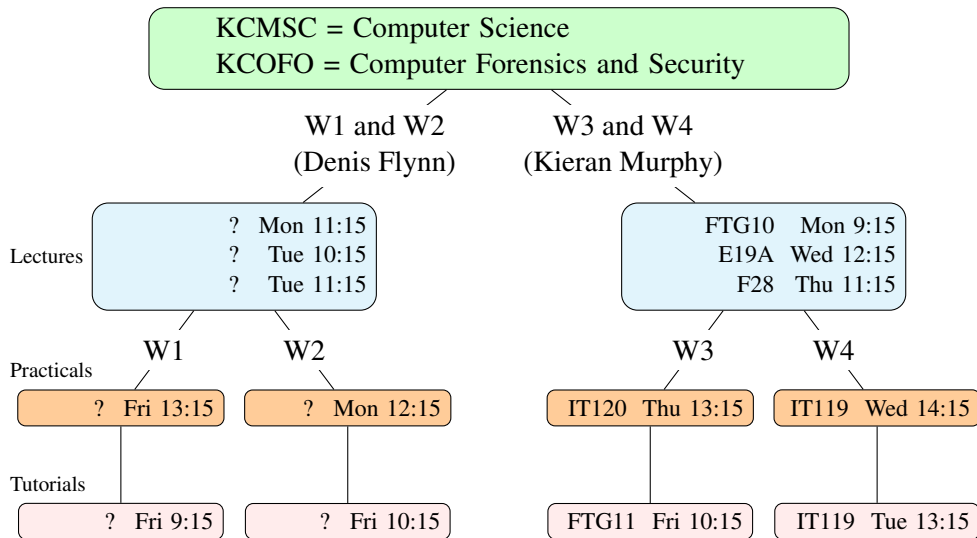 KCMSC = Computer Science
KCOFO = Computer Forensics and Security
W1 and W2
(Denis Flynn)
W3 and W4
(Kieran Murphy)
Lectures
? Mon 11:15
? Tue 10:15
? Tue 11:15
FTG10 Mon 9:15
E19A Wed 12:15
F28 Thu 11:15
W1
W2
W3
W4
Practicals
? Fri 13:15
? Mon 12:15
IT120 Thu 13:15
IT119 Wed 14:15
Tutorials
? Fri 9:15
? Fri 10:15
FTG11 Fri 10:15
IT119 Tue 13:15